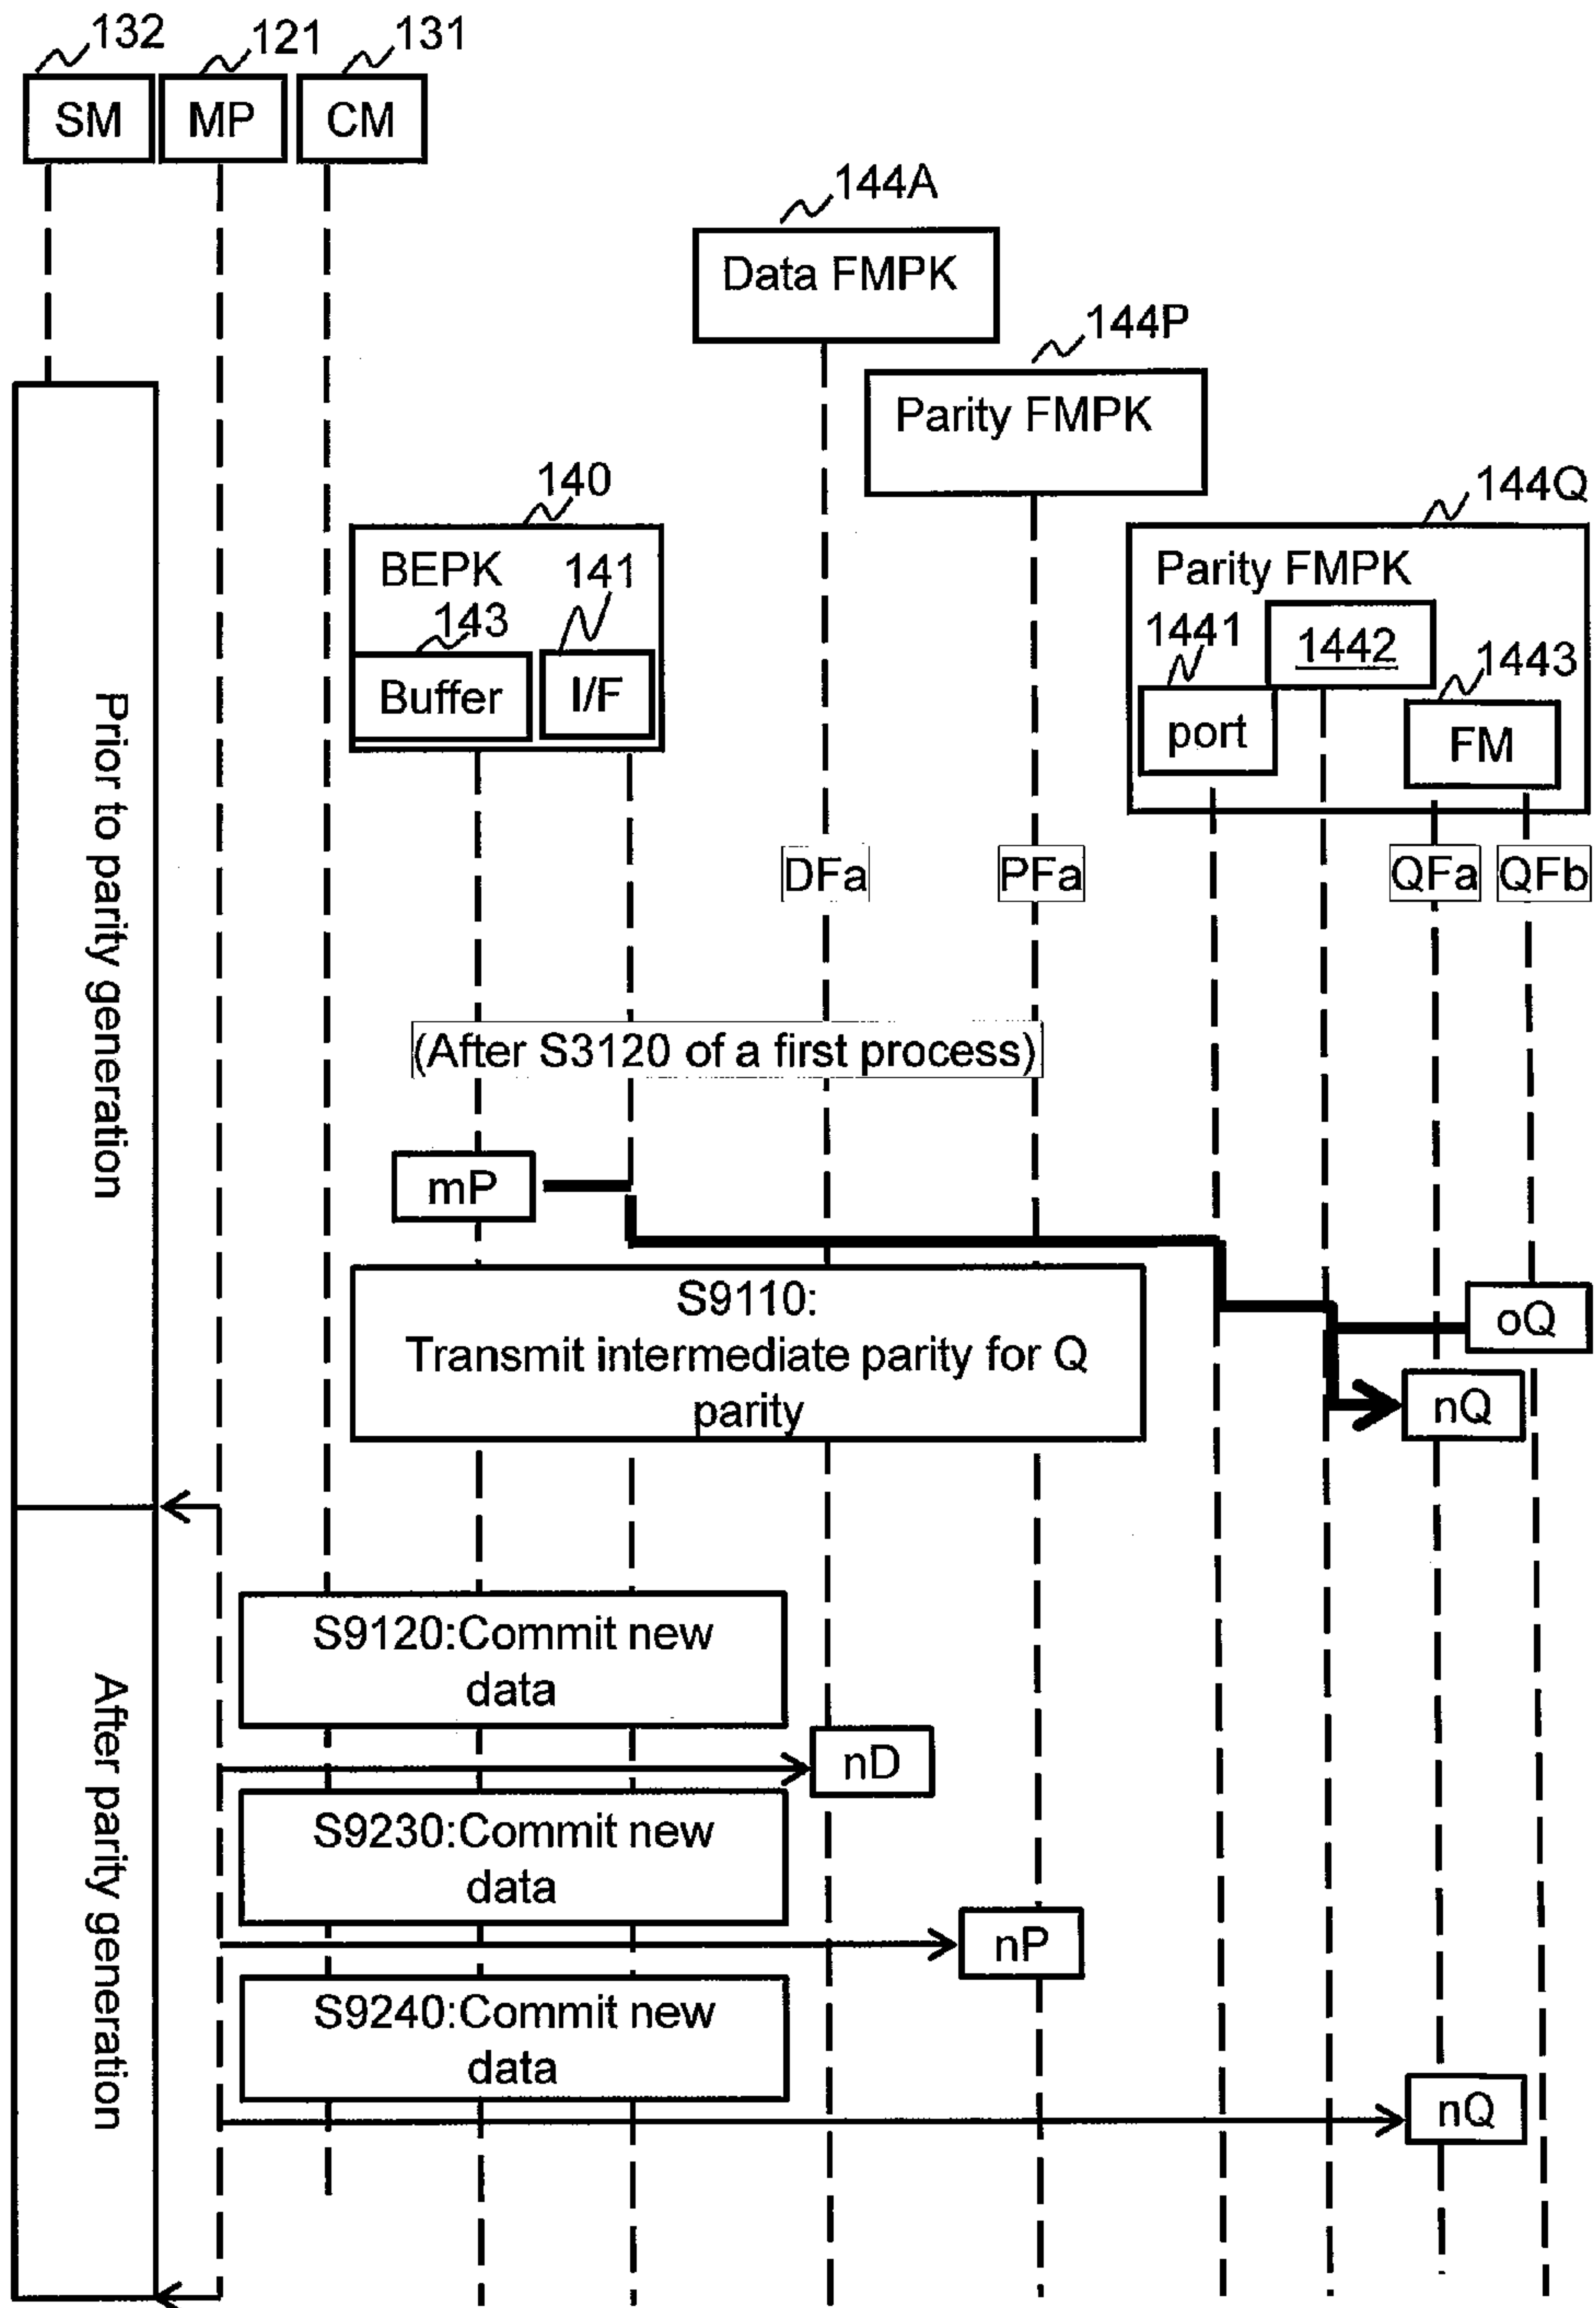 132
121
131
SM
MP
CM
144A
Data FMPK
144P
Parity FMPK
140
144Q
BEPK
141
143
Buffer
I/F
Parity FMPK
1441
1442
1443
port
FM
DFa
PFa
QFa
QFb
Prior to parity generation
(After S3120 of a first process)
mP
S9110:
Transmit intermediate parity for Q
parity
oQ
nQ
After parity generation
S9120:Commit new
data
nD
S9230:Commit new
data
nP
S9240:Commit new
data
nQ